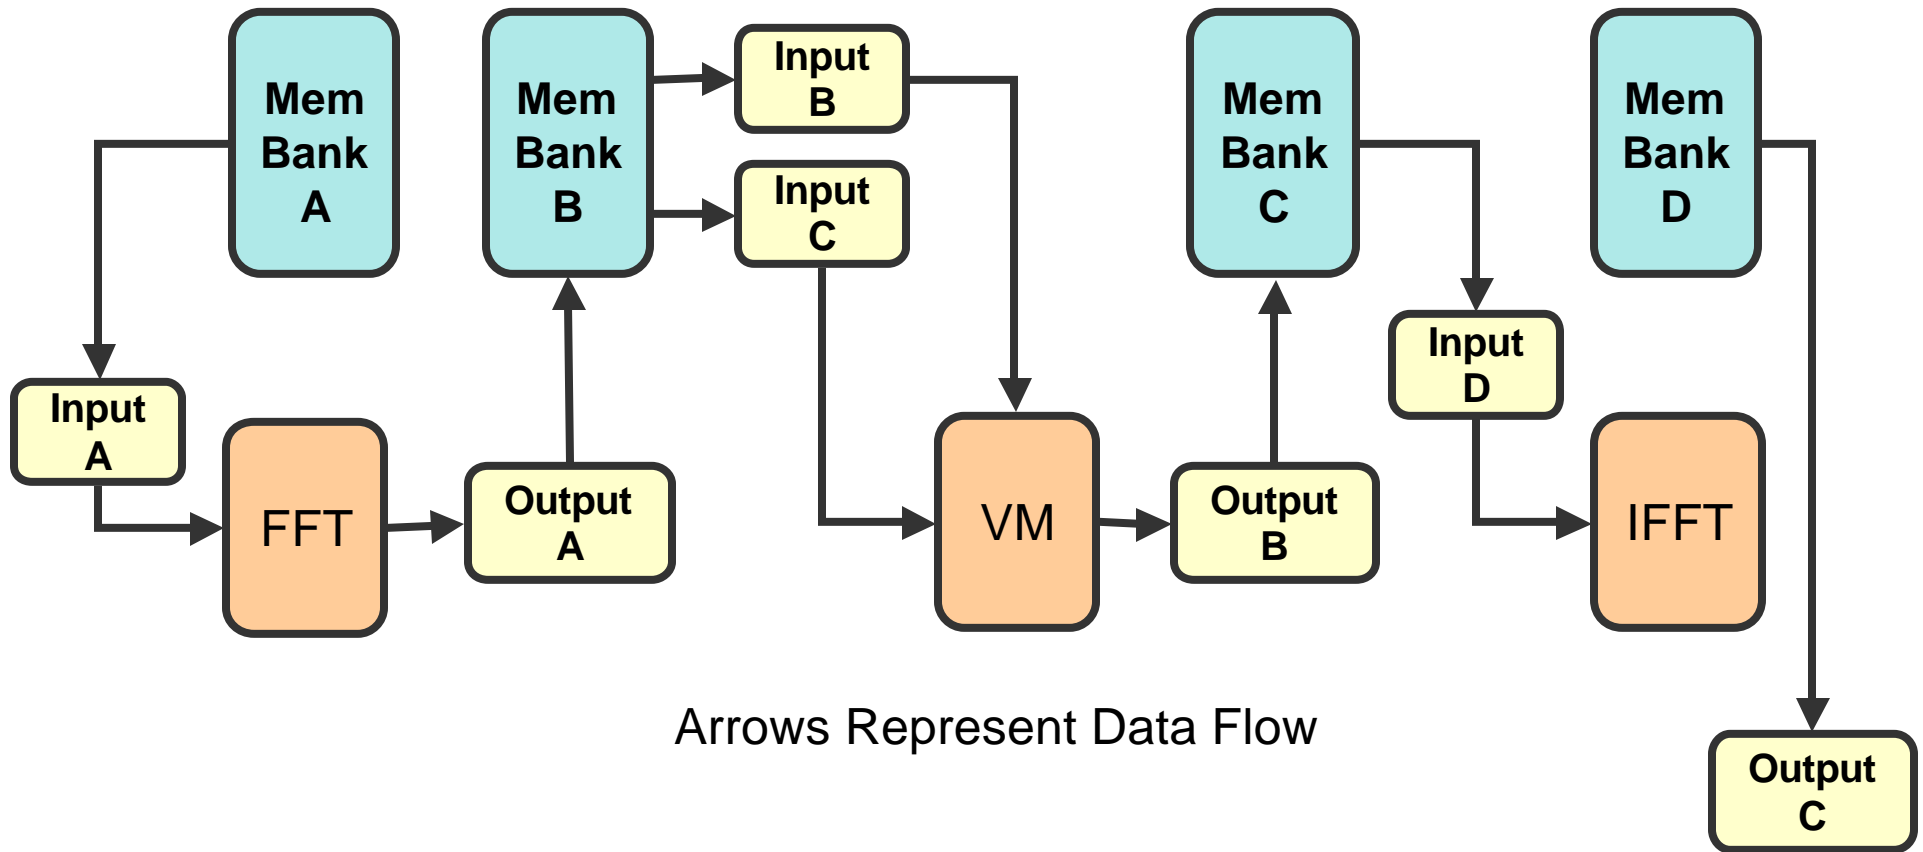 Mem
Bank
A
Mem
Bank
B
Input
B
Input
C
Mem
Bank
C
Mem
Bank
D
Input
A
FFT
Output
A
VM
Output
B
Input
D
IFFT
Arrows Represent Data Flow
Output
C